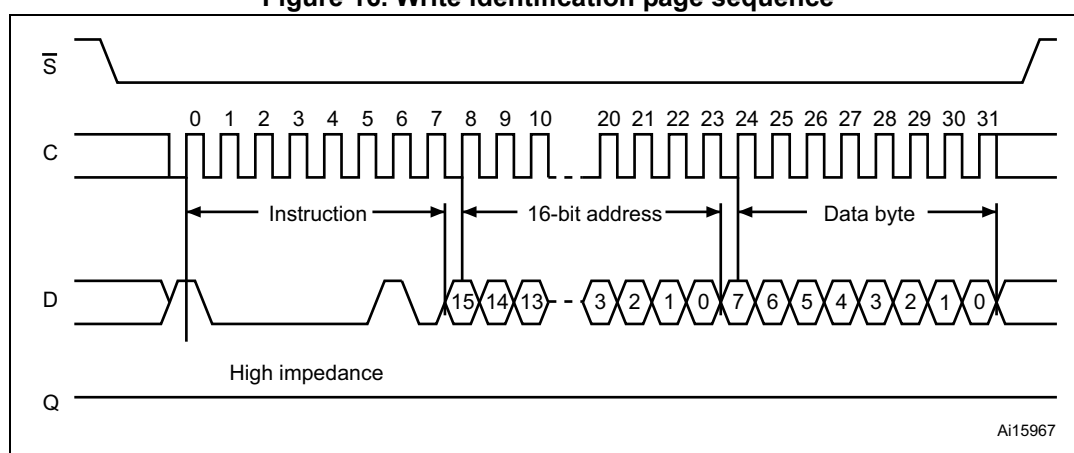 Figure 16. Write identification page sequence
S̅
0 1 2 3 4 5 6 7 8 9 10 20 21 22 23 24 25 26 27 28 29 30 31
C
Instruction 16-bit address Data byte
D 15 14 13 3 2 1 0 7 6 5 4 3 2 1 0
High impedance
Q
Ai15967